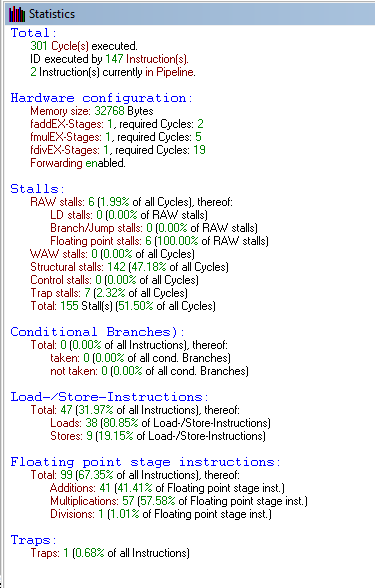 Statistics
Total:
301 Cycle(s) executed.
ID executed by 147 Instruction(s).
2 Instruction(s) currently in Pipeline.
Hardware configuration:
Memory size: 32768 Bytes
faddEX-Stages: 1, required Cycles: 2
fmulEX-Stages: 1, required Cycles: 5
fdivEX-Stages: 1, required Cycles: 19
Forwarding enabled.
Stalls:
RAW stalls: 6 (1.99% of all Cycles), thereof:
LD stalls: 0 (0.00% of RAW stalls)
Branch/Jump stalls: 0 (0.00% of RAW stalls)
Floating point stalls: 6 (100.00% of RAW stalls)
WAW stalls: 0 (0.00% of all Cycles)
Structural stalls: 142 (47.18% of all Cycles)
Control stalls: 0 (0.00% of all Cycles)
Trap stalls: 7 (2.32% of all Cycles)
Total: 155 Stall(s) (51.50% of all Cycles)
Conditional Branches):
Total: 0 (0.00% of all Instructions), thereof:
taken: 0 (0.00% of all cond. Branches)
not taken: 0 (0.00% of all cond. Branches)
Load-/Store-Instructions:
Total: 47 (31.97% of all Instructions), thereof:
Loads: 38 (80.85% of Load-/Store-Instructions)
Stores: 9 (19.15% of Load-/Store-Instructions)
Floating point stage instructions:
Total: 99 (67.35% of all Instructions), thereof:
Additions: 41 (41.41% of Floating point stage inst.)
Multiplications: 57 (57.58% of Floating point stage inst.)
Divisions: 1 (1.01% of Floating point stage inst.)
Traps:
Traps: 1 (0.68% of all Instructions)